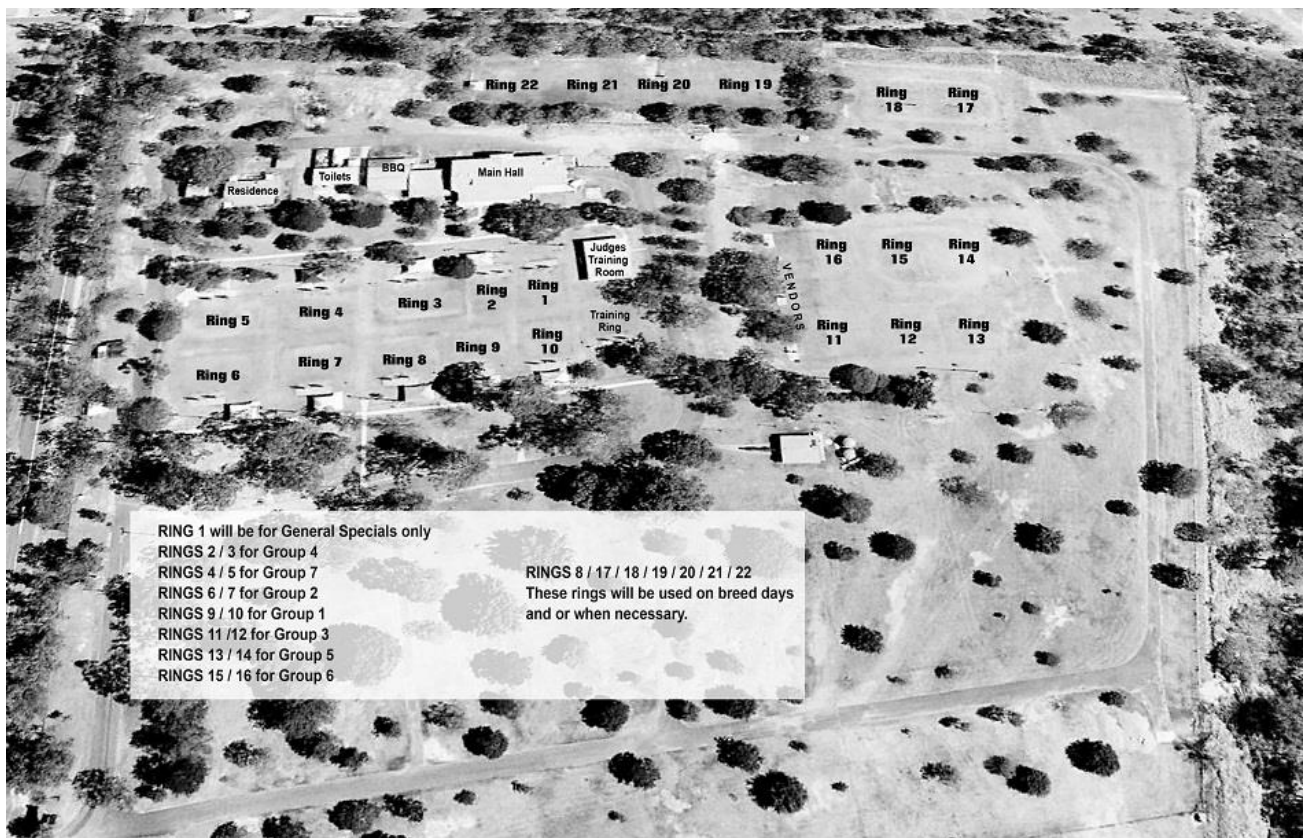 Ring 22 Ring 21 Ring 20 Ring 19
Ring
18
Ring
17
Residence
Toilets
BBQ
Main Hall
Judges
Training
Room
Ring
16
Ring
15
Ring
14
Ring 5
Ring 4
Ring 3
Ring
2
Ring
1
Training
Ring
VENDORS
Ring 6
Ring 7
Ring 8
Ring 9
Ring
10
Ring
11
Ring
12
Ring
13
RING 1 will be for General Specials only
RINGS 2 / 3 for Group 4
RINGS 4 / 5 for Group 7
RINGS 6 / 7 for Group 2
RINGS 9 / 10 for Group 1
RINGS 11 /12 for Group 3
RINGS 13 / 14 for Group 5
RINGS 15 / 16 for Group 6
RINGS 8 / 17 / 18 / 19 / 20 / 21 / 22
These rings will be used on breed days
and or when necessary.